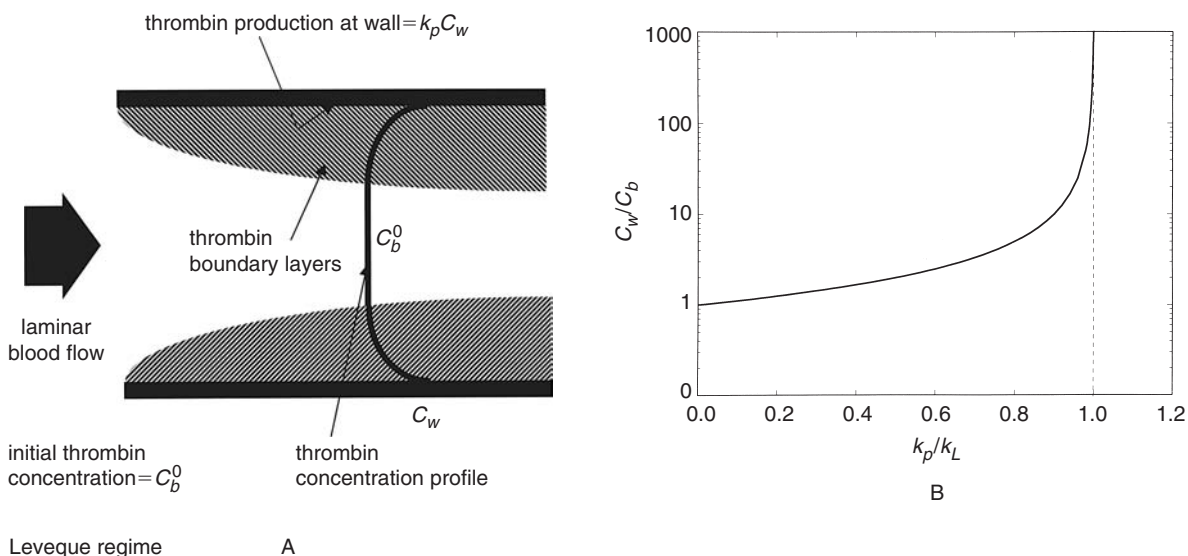 thrombin production at wall=k_pC_w
thrombin
boundary layers
C_b^0
laminar
blood flow
C_w
initial thrombin
concentration=C_b^0
thrombin
concentration profile
Leveque regime
A
1000
100
10
1
0
C_w/C_b
0.0 0.2 0.4 0.6 0.8 1.0 1.2
k_p/k_L
B